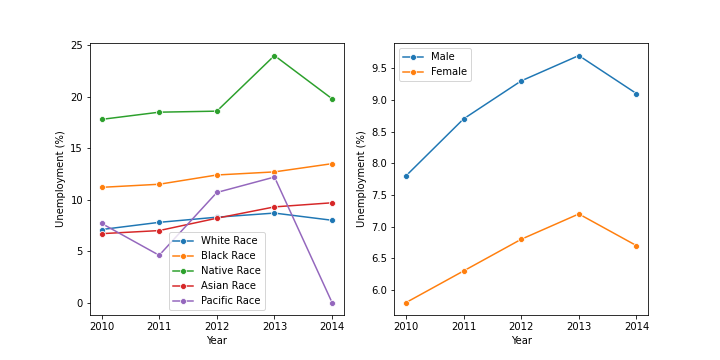 25
20
15
10
5
0
Unemployment (%)
White Race
Black Race
Native Race
Asian Race
Pacific Race
2010 2011 2012 2013 2014
Year
9.5
9.0
8.5
8.0
7.5
7.0
6.5
6.0
Unemployment (%)
Male
Female
2010 2011 2012 2013 2014
Year